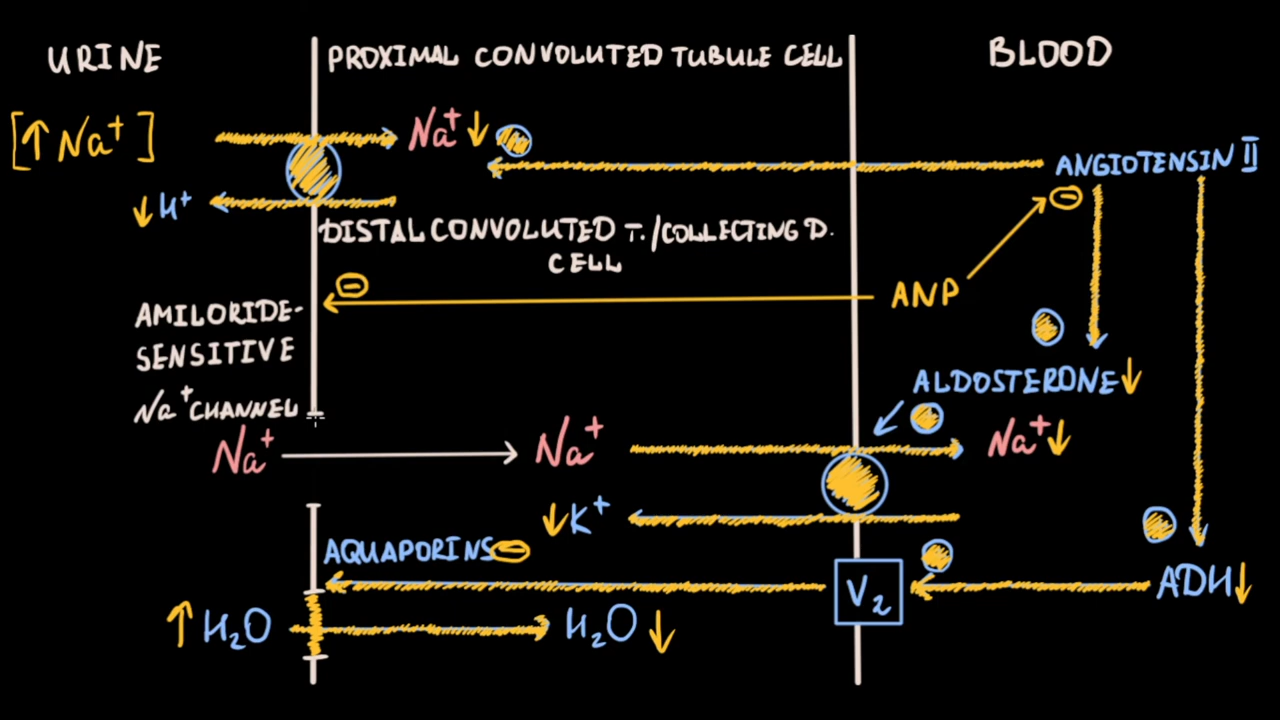 URINE
PROXIMAL CONVOLUTED TUBULE CELL
BLOOD
[↑Na+]
Na+↓
ANGIOTENSIN II
↓H+
DISTAL CONVOLUTED T./COLLECTING D.
CELL
ANP
AMILORIDE-
SENSITIVE
Na+ CHANNEL
ALDOSTERONE↓
Na+
Na+
Na+↓
↓K+
AQUAPORINS
V2
ADH↓
↑H2O
H2O↓